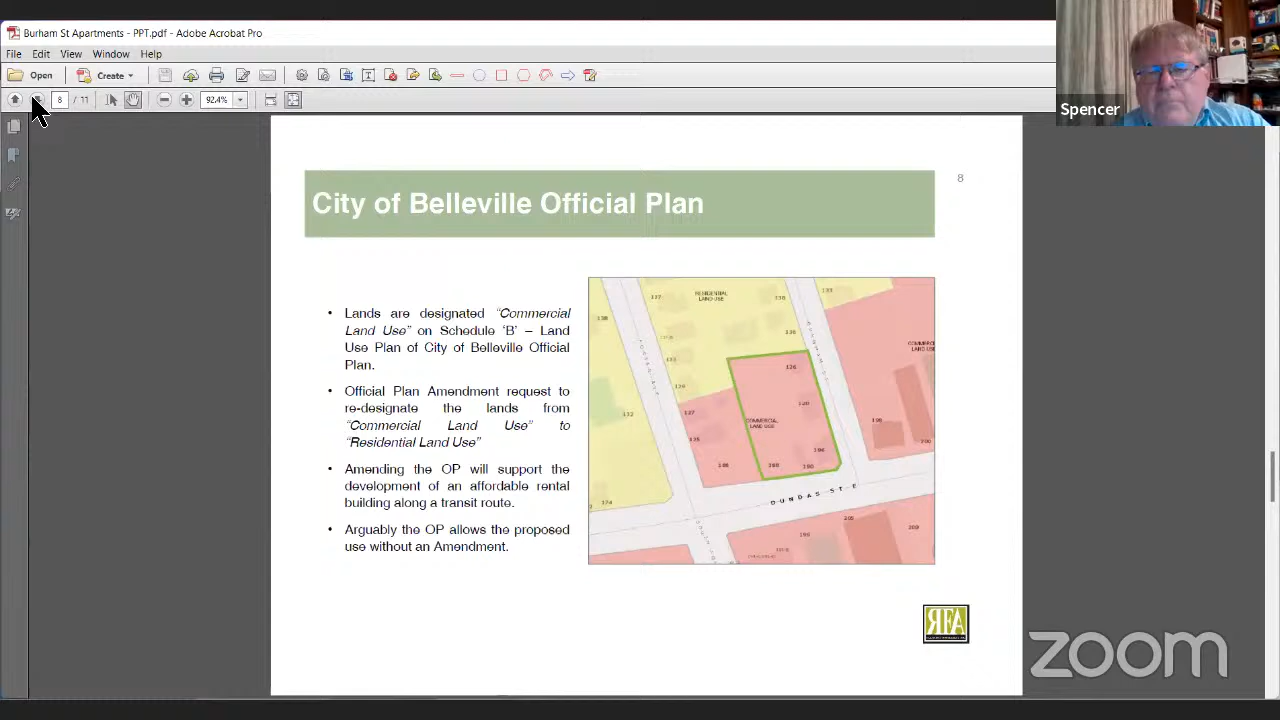 Burham St Apartments - PPT.pdf - Adobe Acrobat Pro
File Edit View Window Help
Open Create
8 / 11 92.4%
Spencer
8
City of Belleville Official Plan
• Lands are designated “Commercial
Land Use” on Schedule ‘B’ – Land
Use Plan of City of Belleville Official
Plan.
• Official Plan Amendment request to
re-designate the lands from
“Commercial Land Use” to
“Residential Land Use”
• Amending the OP will support the
development of an affordable rental
building along a transit route.
• Arguably the OP allows the proposed
use without an Amendment.
RESIDENTIAL
LAND USE
COMMERCIAL
LAND USE
DUNDAS ST E
RFA
zoom